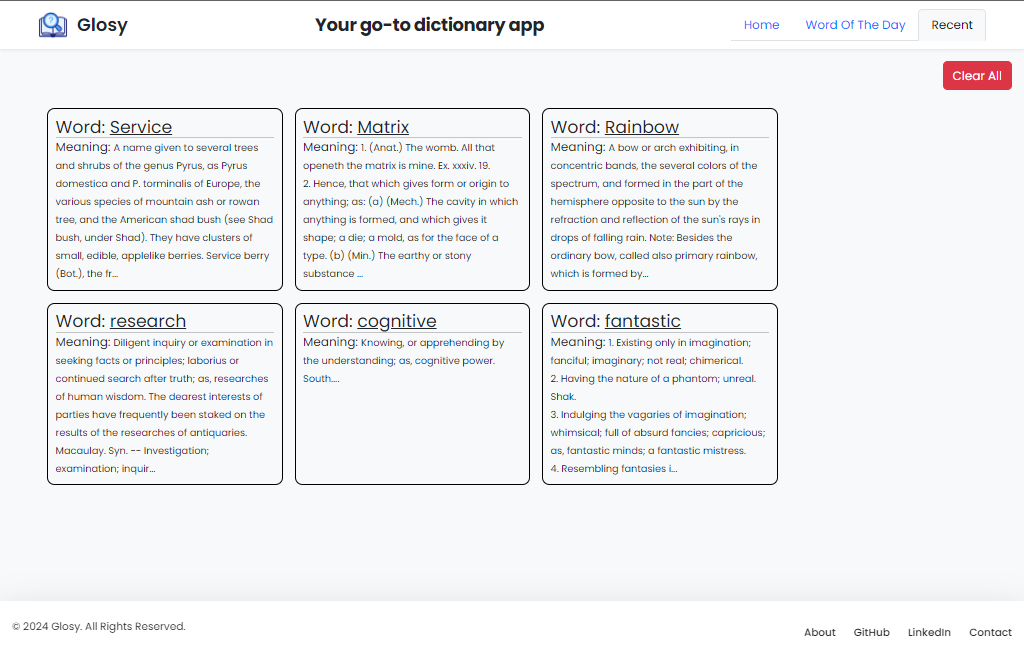 Glosy
Your go-to dictionary app
Home
Word Of The Day
Recent
Clear All
Word: Service
Meaning: A name given to several trees
and shrubs of the genus Pyrus, as Pyrus
domestica and P. torminalis of Europe, the
various species of mountain ash or rowan
tree, and the American shad bush (see Shad
bush, under Shad). They have clusters of
small, edible, applelike berries. Service berry
(Bot.), the fr...
Word: Matrix
Meaning: 1. (Anat.) The womb. All that
openeth the matrix is mine. Ex. xxxiv. 19.
2. Hence, that which gives form or origin to
anything; as: (a) (Mech.) The cavity in which
anything is formed, and which gives it
shape; a die; a mold, as for the face of a
type. (b) (Min.) The earthy or stony
substance ...
Word: Rainbow
Meaning: A bow or arch exhibiting, in
concentric bands, the several colors of the
spectrum, and formed in the part of the
hemisphere opposite to the sun by the
refraction and reflection of the sun's rays in
drops of falling rain. Note: Besides the
ordinary bow, called also primary rainbow,
which is formed by...
Word: research
Meaning: Diligent inquiry or examination in
seeking facts or principles; laborius or
continued search after truth; as, researches
of human wisdom. The dearest interests of
parties have frequently been staked on the
results of the researches of antiquaries.
Macaulay. Syn. -- Investigation;
examination; inquir...
Word: cognitive
Meaning: Knowing, or apprehending by
the understanding; as, cognitive power.
South....
Word: fantastic
Meaning: 1. Existing only in imagination;
fanciful; imaginary; not real; chimerical.
2. Having the nature of a phantom; unreal.
Shak.
3. Indulging the vagaries of imagination;
whimsical; full of absurd fancies; capricious;
as, fantastic minds; a fantastic mistress.
4. Resembling fantasies i...
© 2024 Glosy. All Rights Reserved.
About
GitHub
LinkedIn
Contact